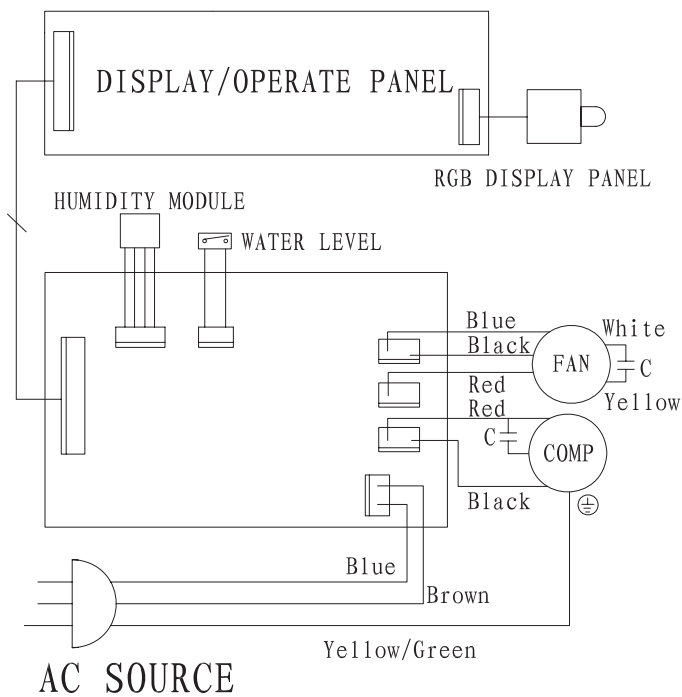 DISPLAY/OPERATE PANEL
RGB DISPLAY PANEL
HUMIDITY MODULE
WATER LEVEL
Blue
White
Black
FAN
C
Red
Yellow
Red
C
COMP
Black
Blue
Brown
Yellow/Green
AC SOURCE